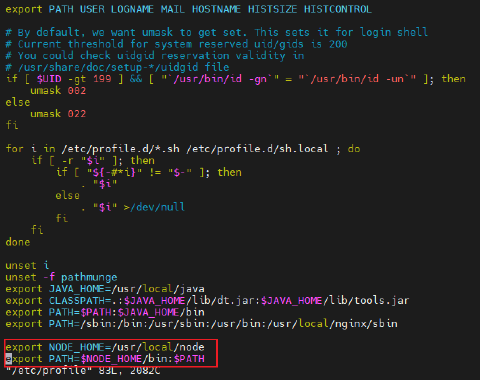 export PATH USER LOGNAME MAIL HOSTNAME HISTSIZE HISTCONTROL
# By default, we want umask to get set. This sets it for login shell
# Current threshold for system reserved uid/gids is 200
# You could check uidgid reservation validity in
# /usr/share/doc/setup-*/uidgid file
if [ $UID -gt 199 ] && [ "`/usr/bin/id -gn`" = "`/usr/bin/id -un`" ]; then
    umask 002
else
    umask 022
fi
for i in /etc/profile.d/*.sh /etc/profile.d/sh.local ; do
    if [ -r "$i" ]; then
        if [ "${-#*i}" != "$-" ]; then
            . "$i"
        else
            . "$i" >/dev/null
        fi
    fi
done
unset i
unset -f pathmunge
export JAVA_HOME=/usr/local/java
export CLASSPATH=.:$JAVA_HOME/lib/dt.jar:$JAVA_HOME/lib/tools.jar
export PATH=$PATH:$JAVA_HOME/bin
export PATH=/sbin:/bin:/usr/sbin:/usr/bin:/usr/local/nginx/sbin
export NODE_HOME=/usr/local/node
export PATH=$NODE_HOME/bin:$PATH
"/etc/profile" 83L, 2082C